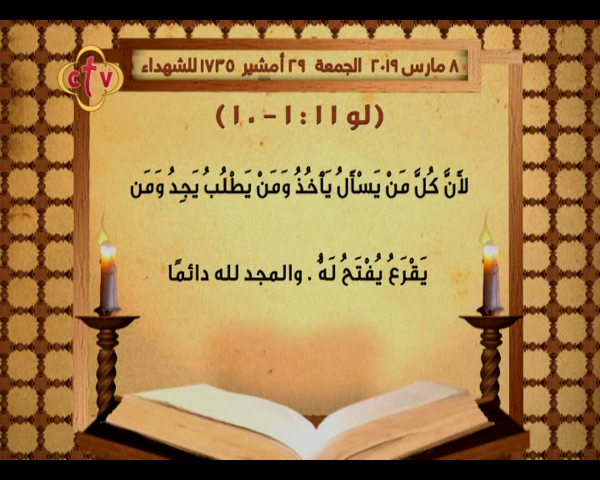 ٨ مارس ٢٠١٩ الجمعة ٢٩ أمشير ١٧٣٥ للشهداء
ctv
(لو ١١ : ١ - ١٠)
لأَنَّ كُلَّ مَنْ يَسْأَلُ يَأْخُذُ وَمَنْ يَطْلُبُ يَجِدُ وَمَن
يَقْرَعُ يُفْتَحُ لَهُ . والمجد لله دائمًا